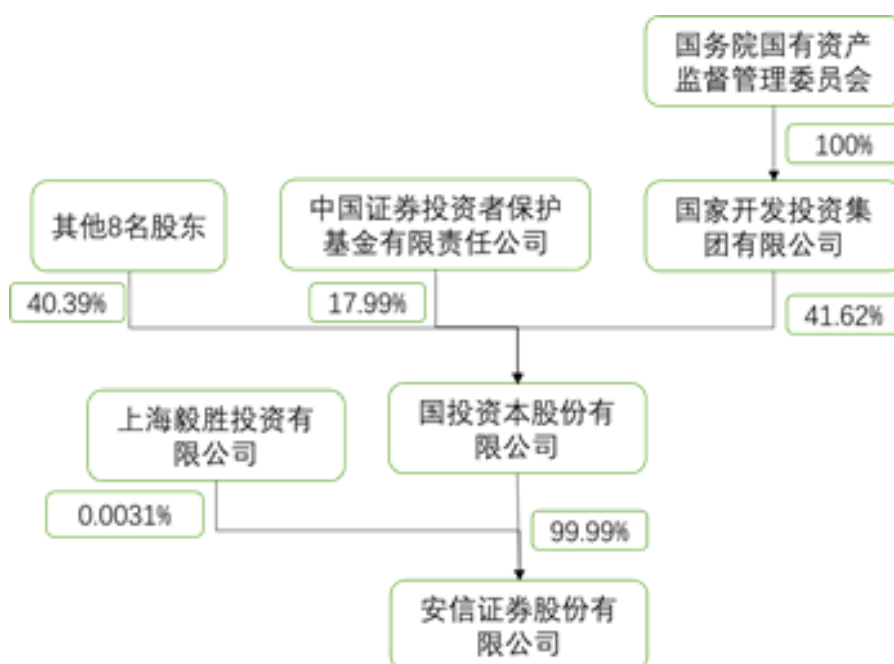 国务院国有资产
监督管理委员会
100%
其他8名股东
中国证券投资者保护
基金有限责任公司
国家开发投资集
团有限公司
40.39%
17.99%
41.62%
上海毅胜投资有
限公司
国投资本股份有
限公司
0.0031%
99.99%
安信证券股份有
限公司